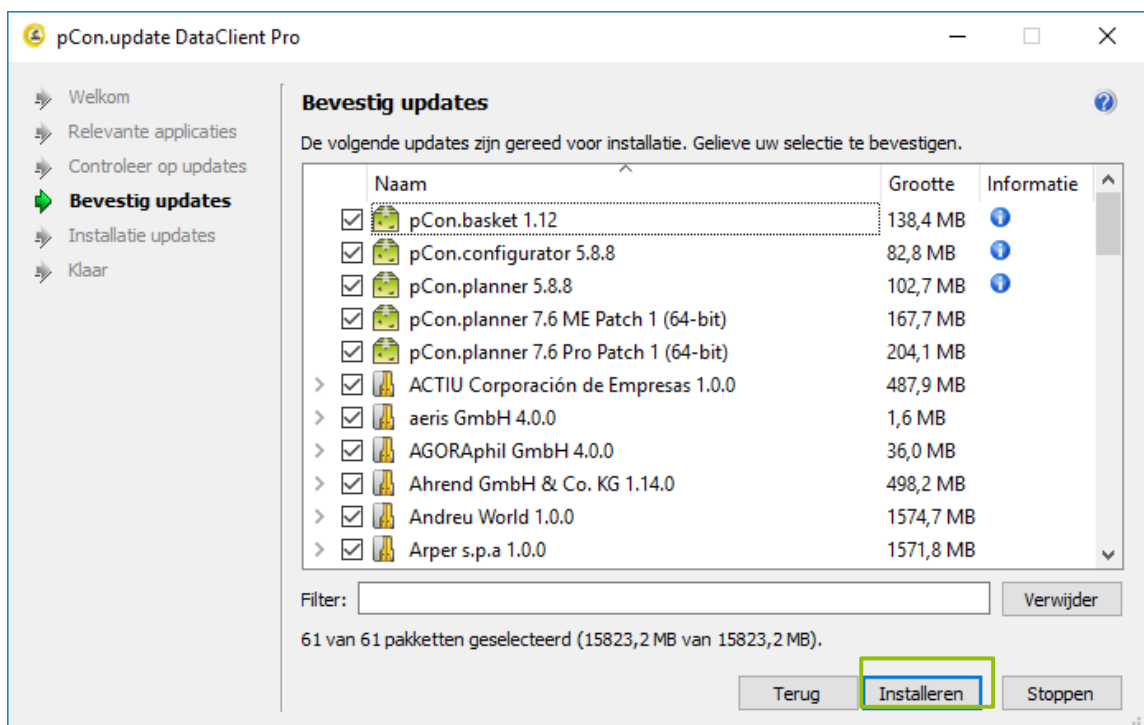 pCon.update DataClient Pro
Welkom
Relevante applicaties
Controleer op updates
Bevestig updates
Installatie updates
Klaar
Bevestig updates
De volgende updates zijn gereed voor installatie. Gelieve uw selectie te bevestigen.
Naam Grootte Informatie
pCon.basket 1.12 138,4 MB
pCon.configurator 5.8.8 82,8 MB
pCon.planner 5.8.8 102,7 MB
pCon.planner 7.6 ME Patch 1 (64-bit) 167,7 MB
pCon.planner 7.6 Pro Patch 1 (64-bit) 204,1 MB
ACTIU Corporación de Empresas 1.0.0 487,9 MB
aeris GmbH 4.0.0 1,6 MB
AGORAphil GmbH 4.0.0 36,0 MB
Ahrend GmbH & Co. KG 1.14.0 498,2 MB
Andreu World 1.0.0 1574,7 MB
Arper s.p.a 1.0.0 1571,8 MB
Filter: Verwijder
61 van 61 pakketten geselecteerd (15823,2 MB van 15823,2 MB).
Terug Installeren Stoppen